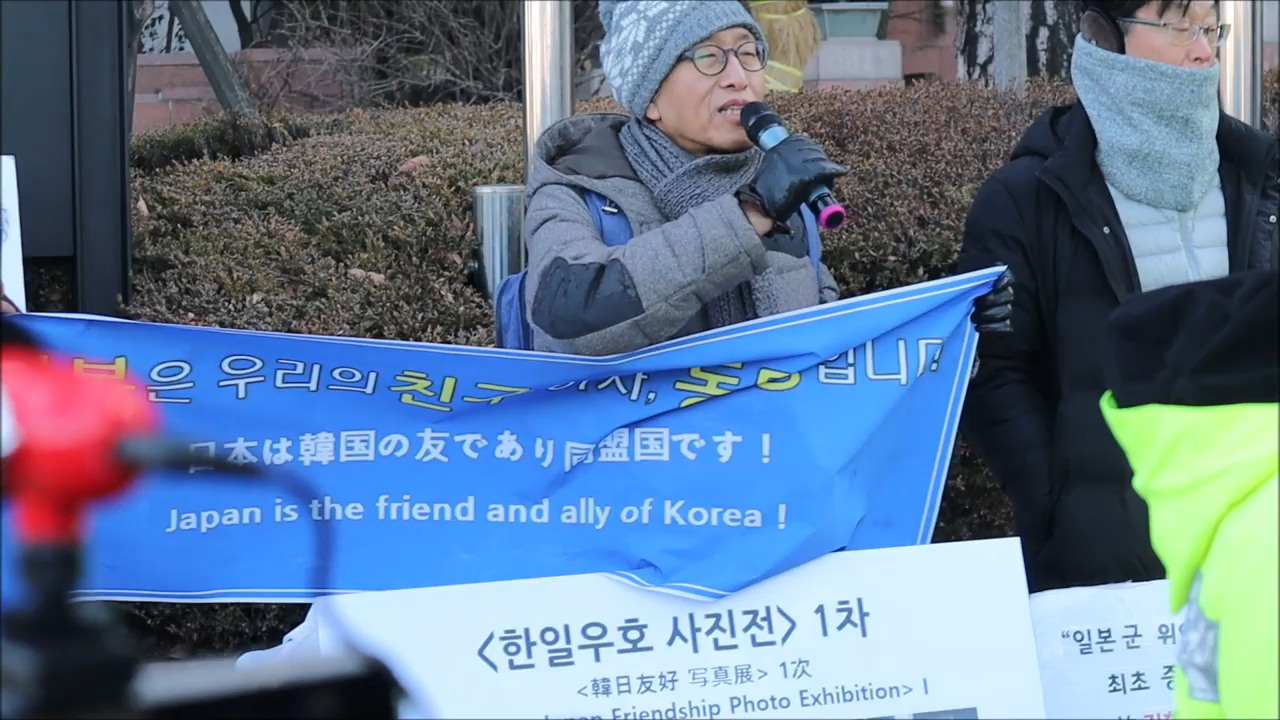 은 우리의 친구 이자, 동맹 입니다
日本は韓国の友であり同盟国です！
Japan is the friend and ally of Korea !
<한일우호 사진전> 1차
<韓日友好 写真展> 1次
Friendship Photo Exhibition> 1
“일본군
최초